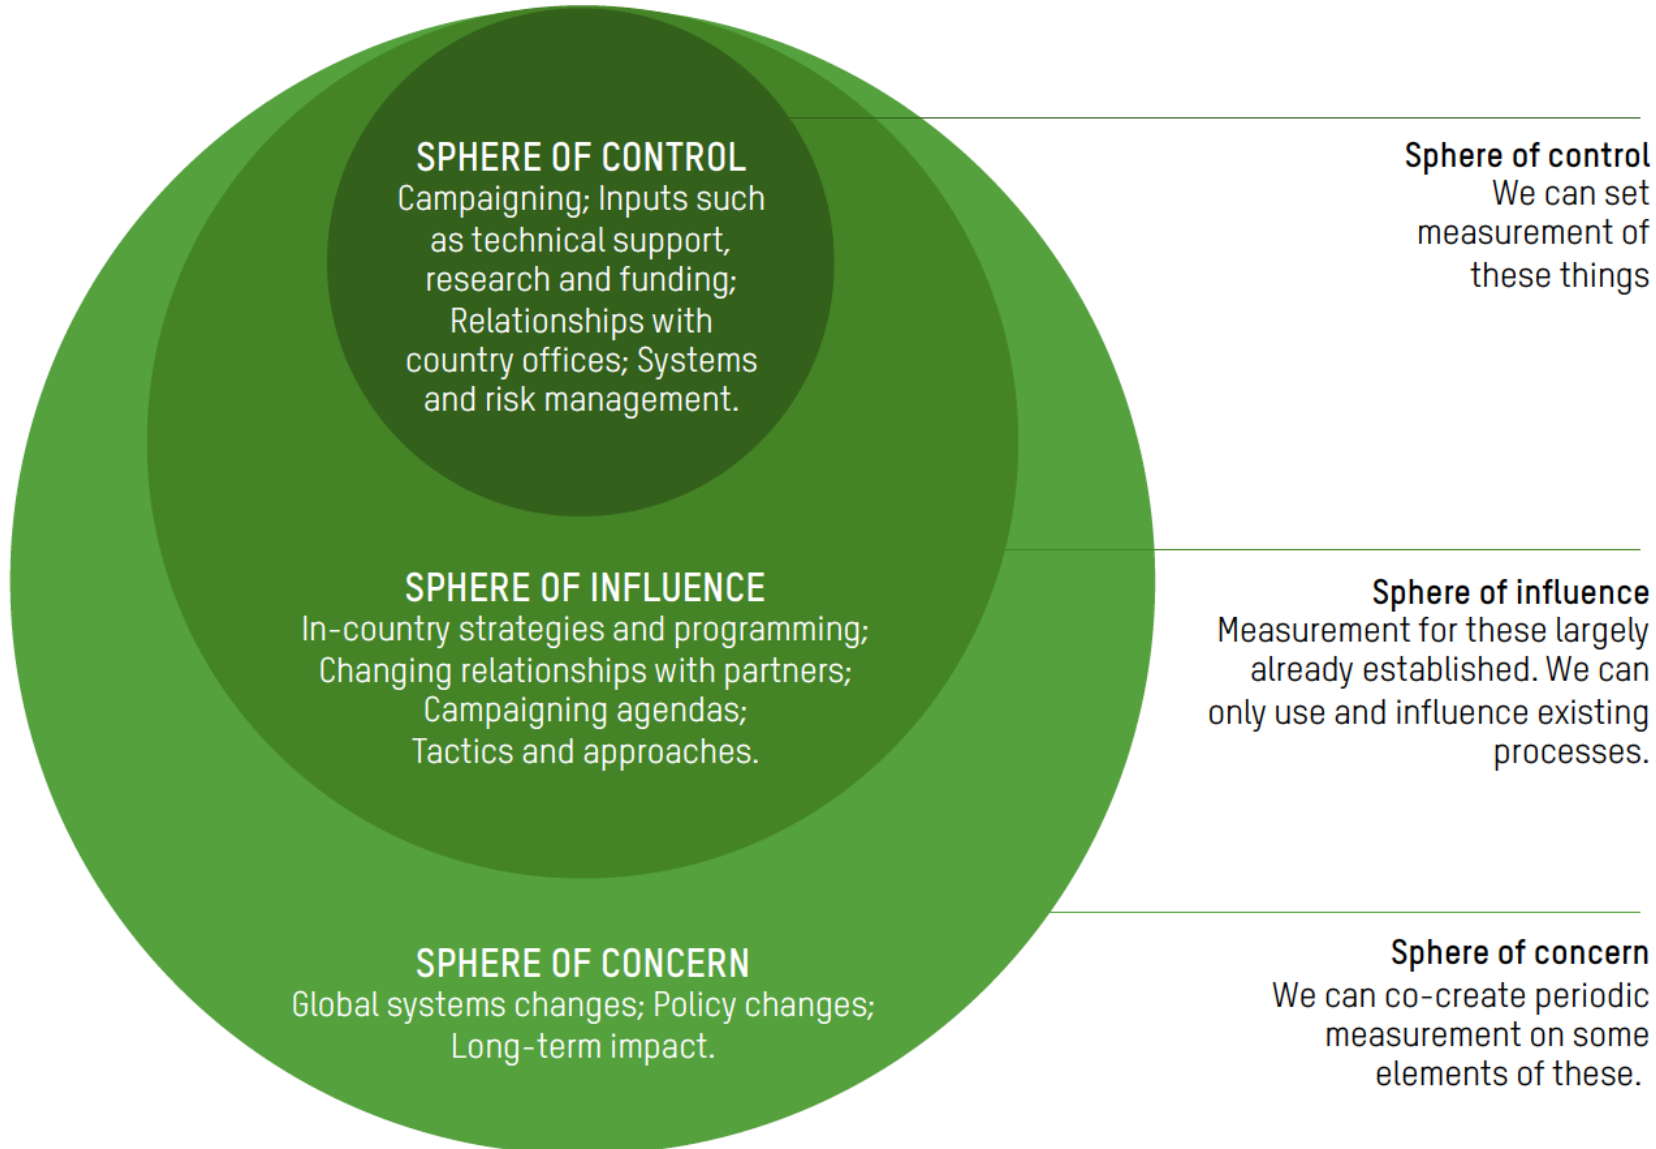 SPHERE OF CONTROL
Campaigning; Inputs such
as technical support,
research and funding;
Relationships with
country offices; Systems
and risk management.
Sphere of control
We can set
measurement of
these things
SPHERE OF INFLUENCE
In-country strategies and programming;
Changing relationships with partners;
Campaigning agendas;
Tactics and approaches.
Sphere of influence
Measurement for these largely
already established. We can
only use and influence existing
processes.
SPHERE OF CONCERN
Global systems changes; Policy changes;
Long-term impact.
Sphere of concern
We can co-create periodic
measurement on some
elements of these.